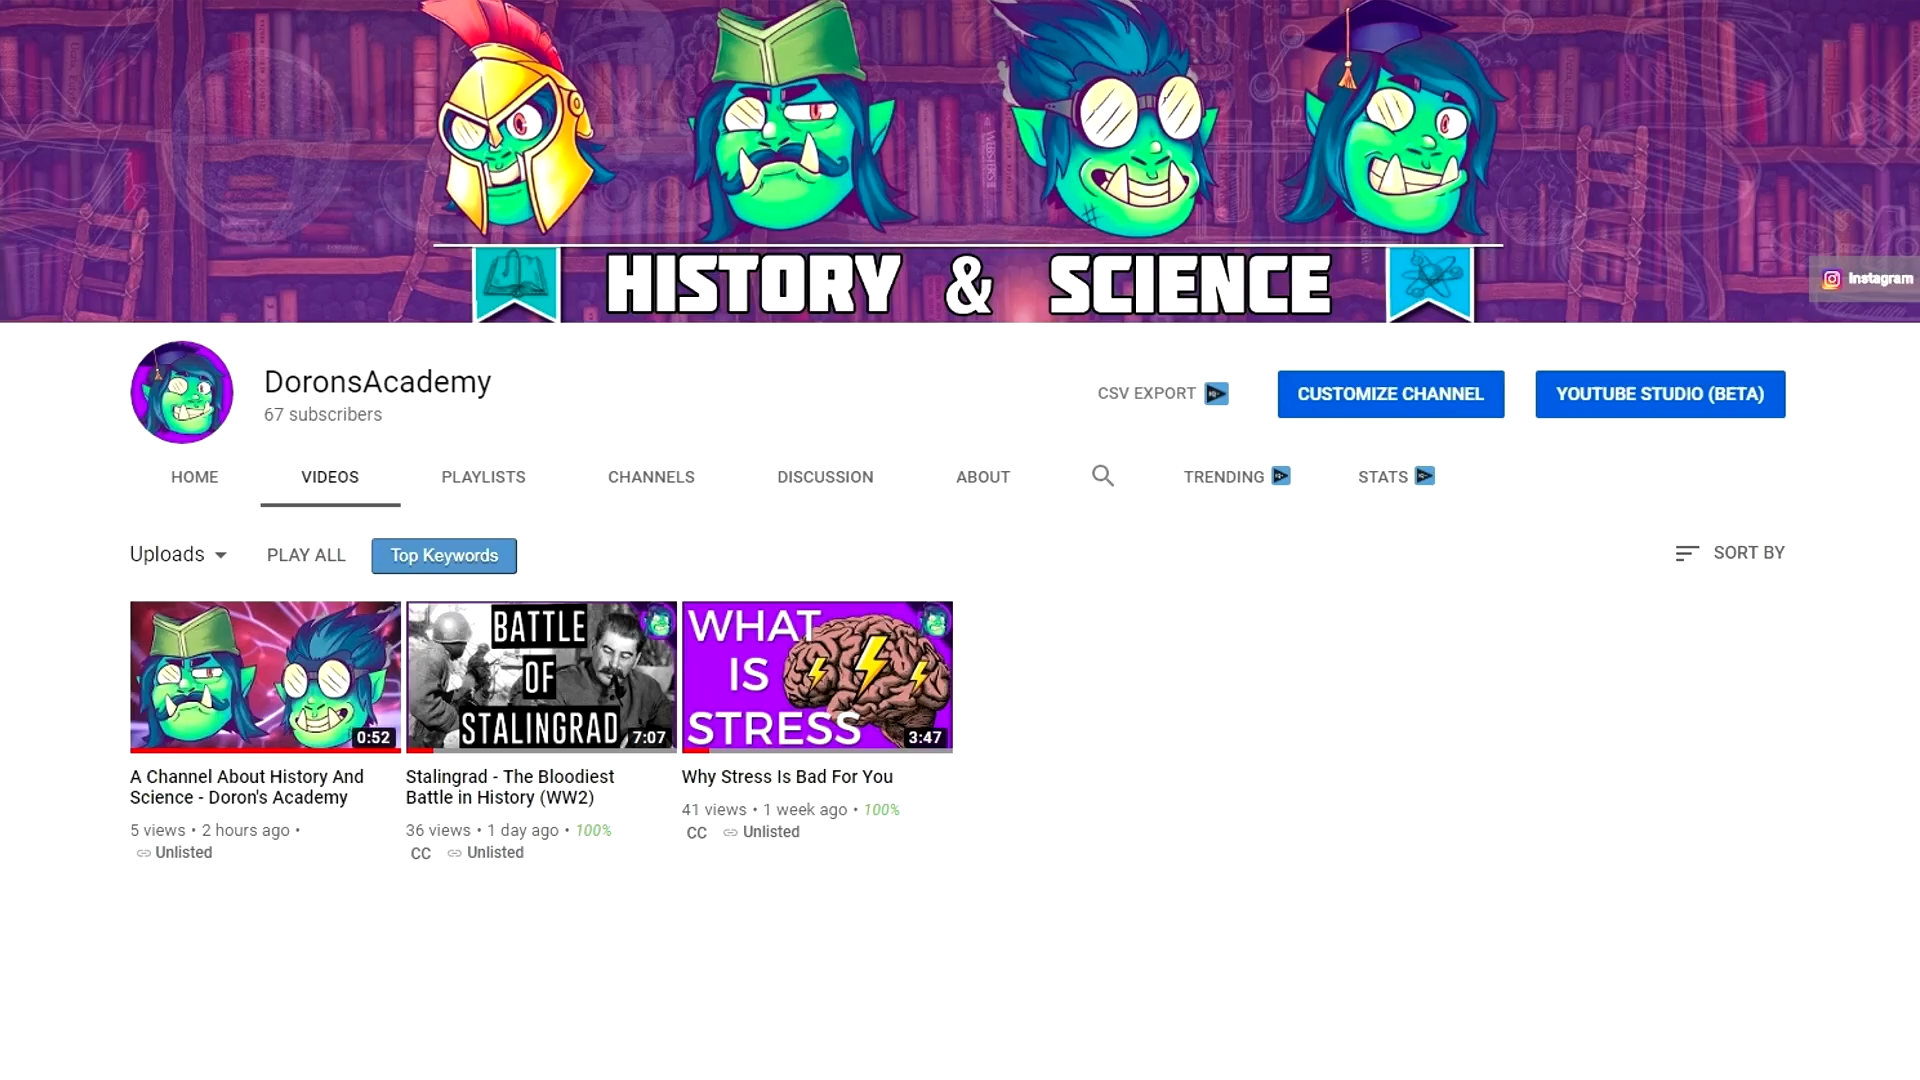 HISTORY & SCIENCE
Instagram
DoronsAcademy
67 subscribers
CSV EXPORT
CUSTOMIZE CHANNEL
YOUTUBE STUDIO (BETA)
HOME VIDEOS PLAYLISTS CHANNELS DISCUSSION ABOUT TRENDING STATS
Uploads PLAY ALL Top Keywords SORT BY
0:52
A Channel About History And
Science - Doron's Academy
5 views • 2 hours ago •
Unlisted
BATTLE
OF
STALINGRAD
7:07
Stalingrad - The Bloodiest
Battle in History (WW2)
36 views • 1 day ago • 100%
CC Unlisted
WHAT
IS
STRESS
3:47
Why Stress Is Bad For You
41 views • 1 week ago • 100%
CC Unlisted